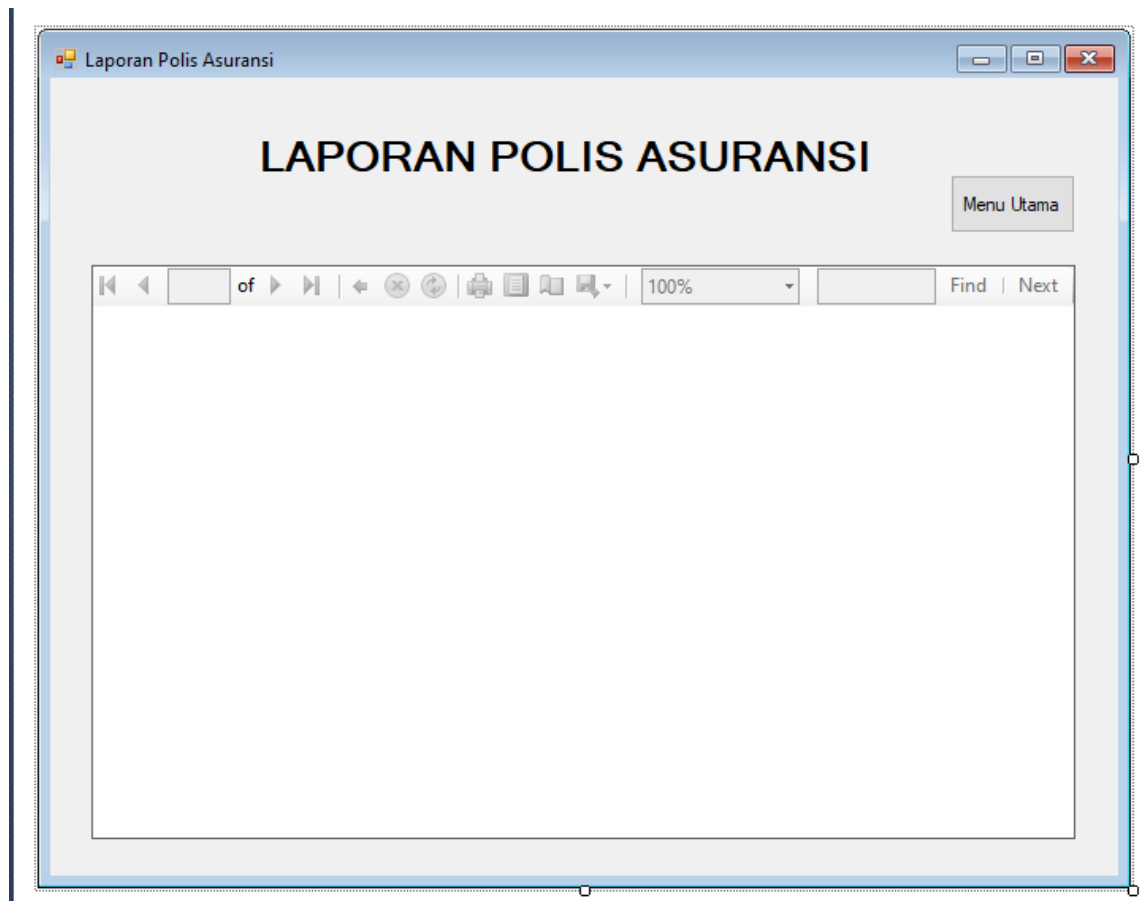 Laporan Polis Asuransi
LAPORAN POLIS ASURANSI
Menu Utama
of
100%
Find | Next